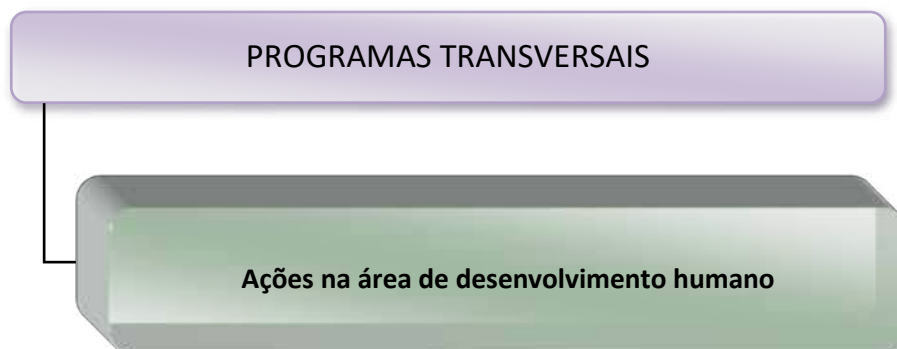 PROGRAMAS TRANSVERSAIS
Ações na área de desenvolvimento humano